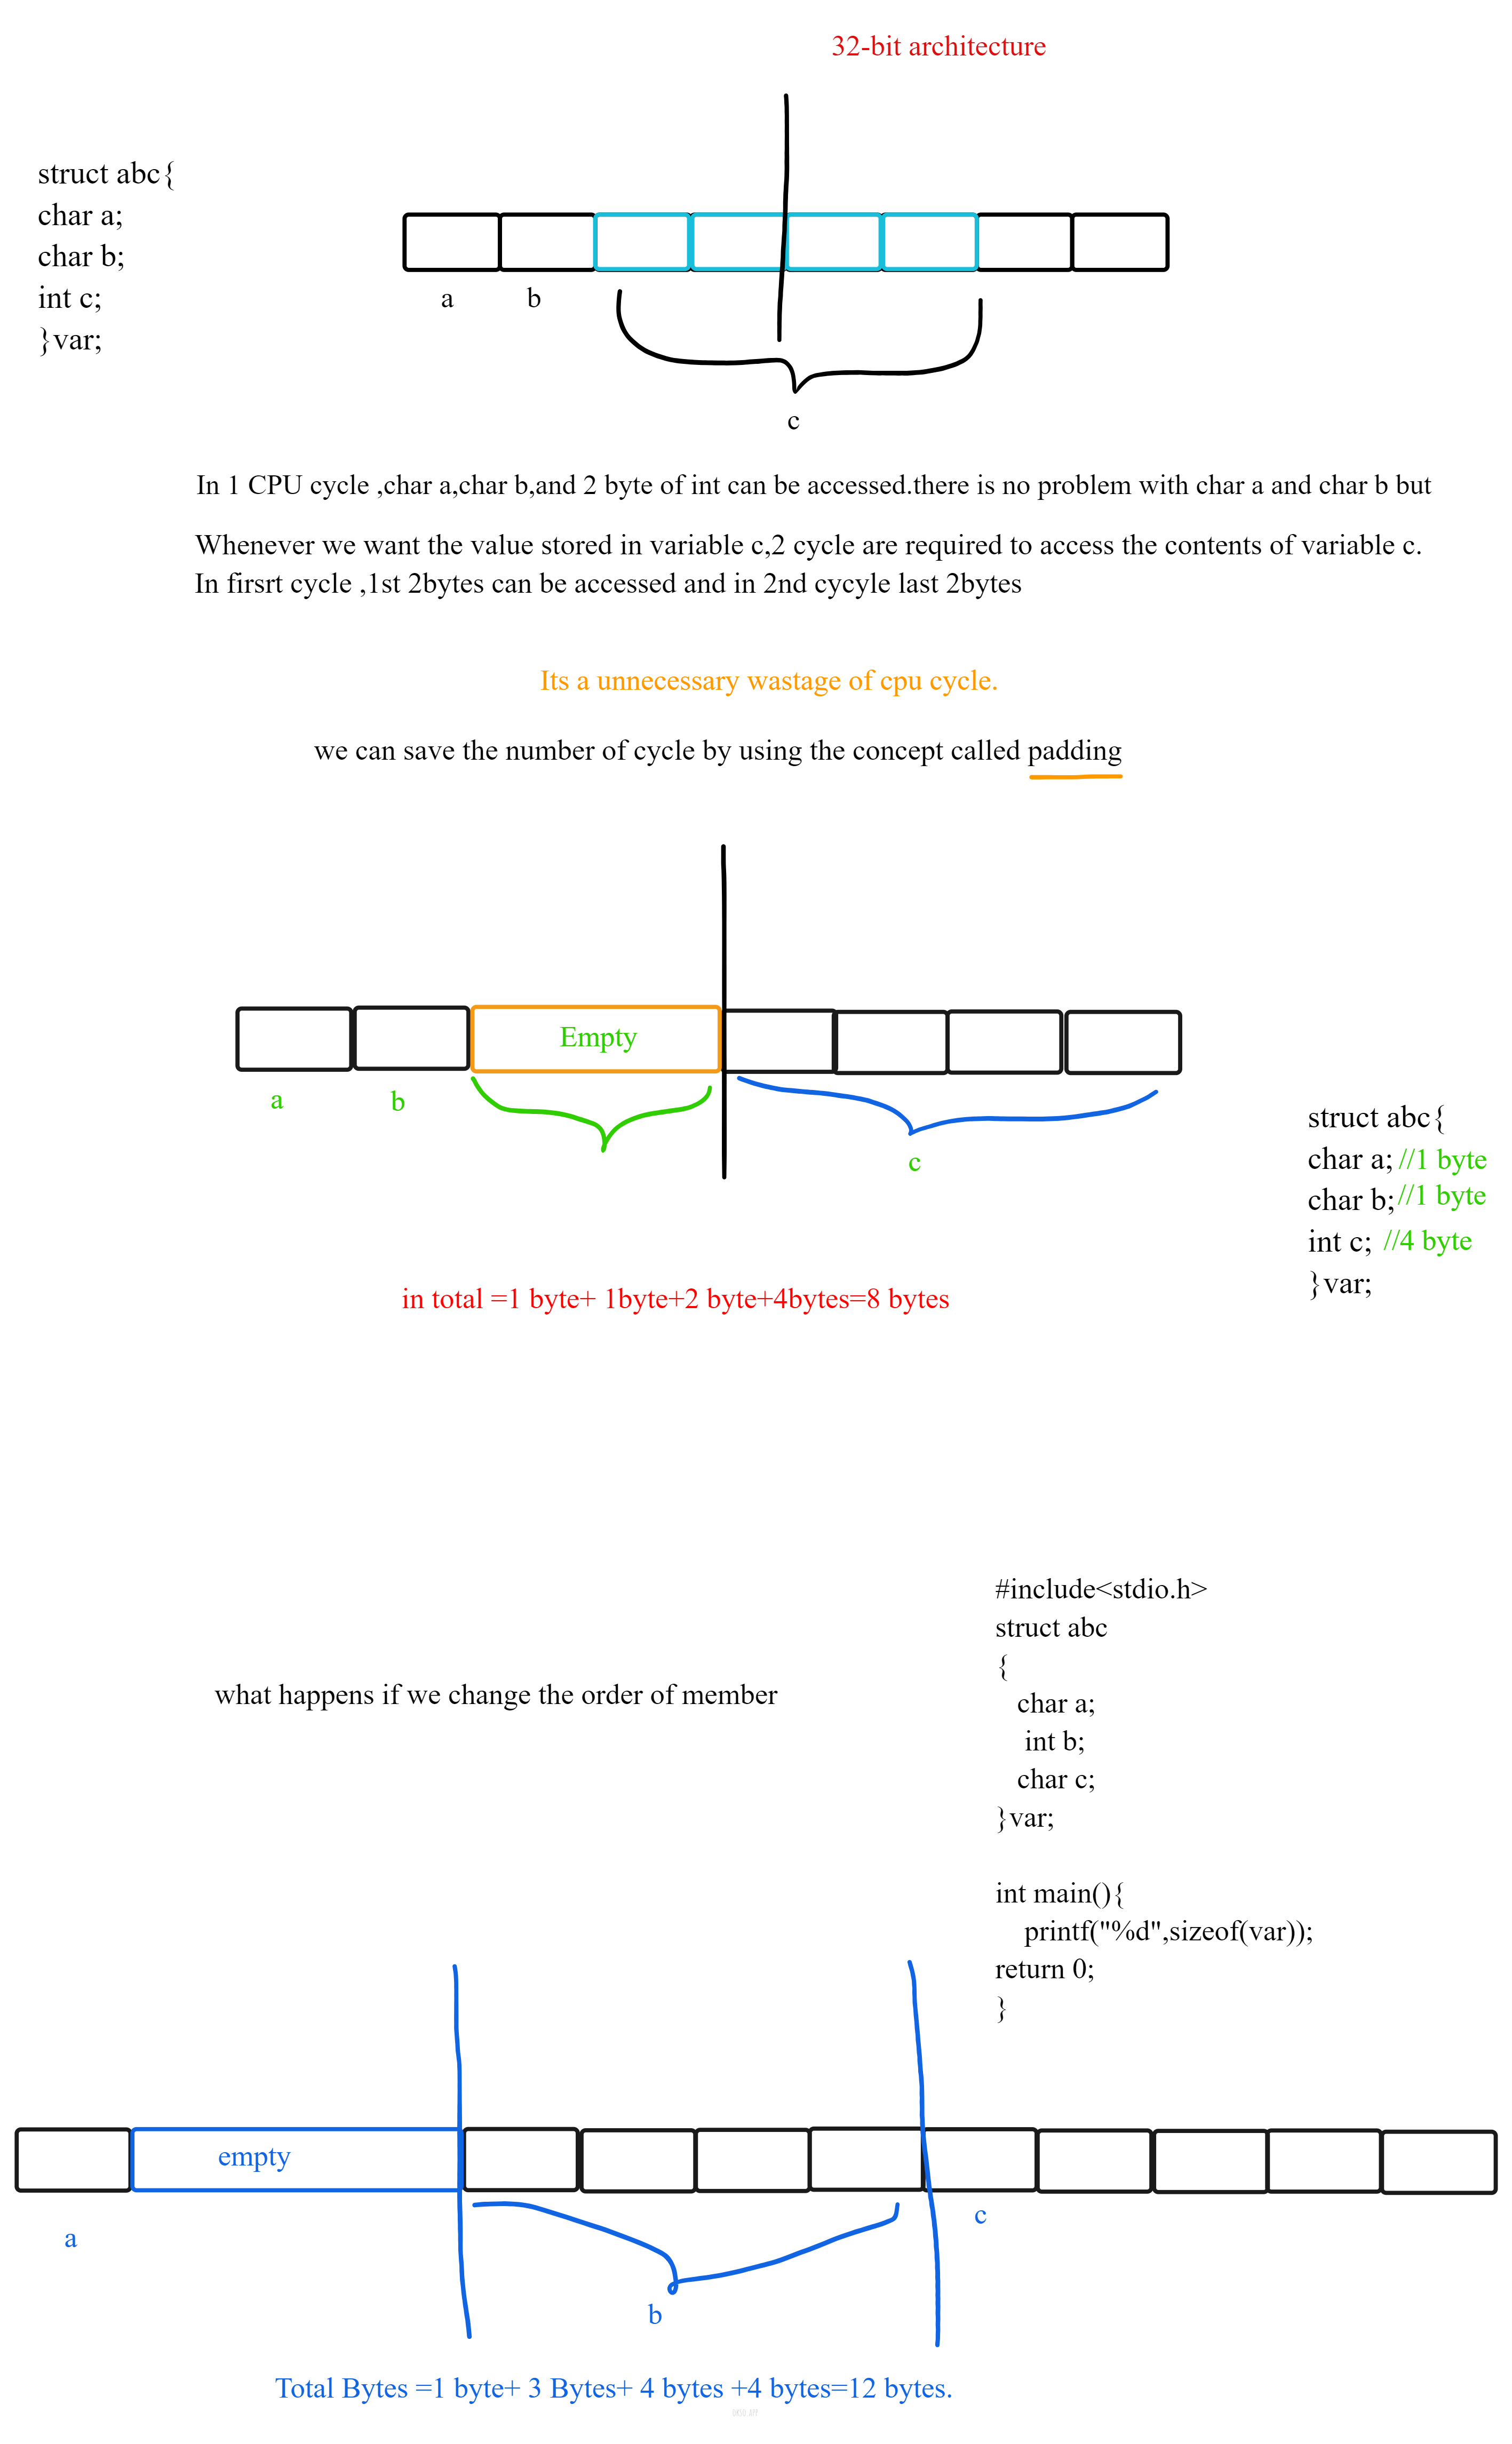 32-bit architecture
struct abc{
char a;
char b;
int c;
}var;
a
b
c
In 1 CPU cycle ,char a,char b,and 2 byte of int can be accessed.there is no problem with char a and char b but
Whenever we want the value stored in variable c,2 cycle are required to access the contents of variable c.
In firsrt cycle ,1st 2bytes can be accessed and in 2nd cycyle last 2bytes
Its a unnecessary wastage of cpu cycle.
we can save the number of cycle by using the concept called padding
Empty
a
b
c
struct abc{
char a; //1 byte
char b; //1 byte
int c; //4 byte
}var;
in total =1 byte+ 1byte+2 byte+4bytes=8 bytes
#include<stdio.h>
struct abc
{
char a;
int b;
char c;
}var;
int main(){
printf("%d",sizeof(var));
return 0;
}
what happens if we change the order of member
empty
a
b
c
Total Bytes =1 byte+ 3 Bytes+ 4 bytes +4 bytes=12 bytes.